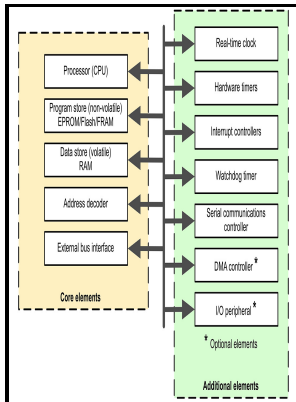 Processor (CPU)
Program store (non-volatile)
EPROM/Flash/FRAM
Data store (volatile)
RAM
Address decoder
External bus interface
Core elements
Real-time clock
Hardware timers
Interrupt controllers
Watchdog timer
Serial communications
controller
DMA controller *
I/O peripheral *
* Optional elements
Additional elements